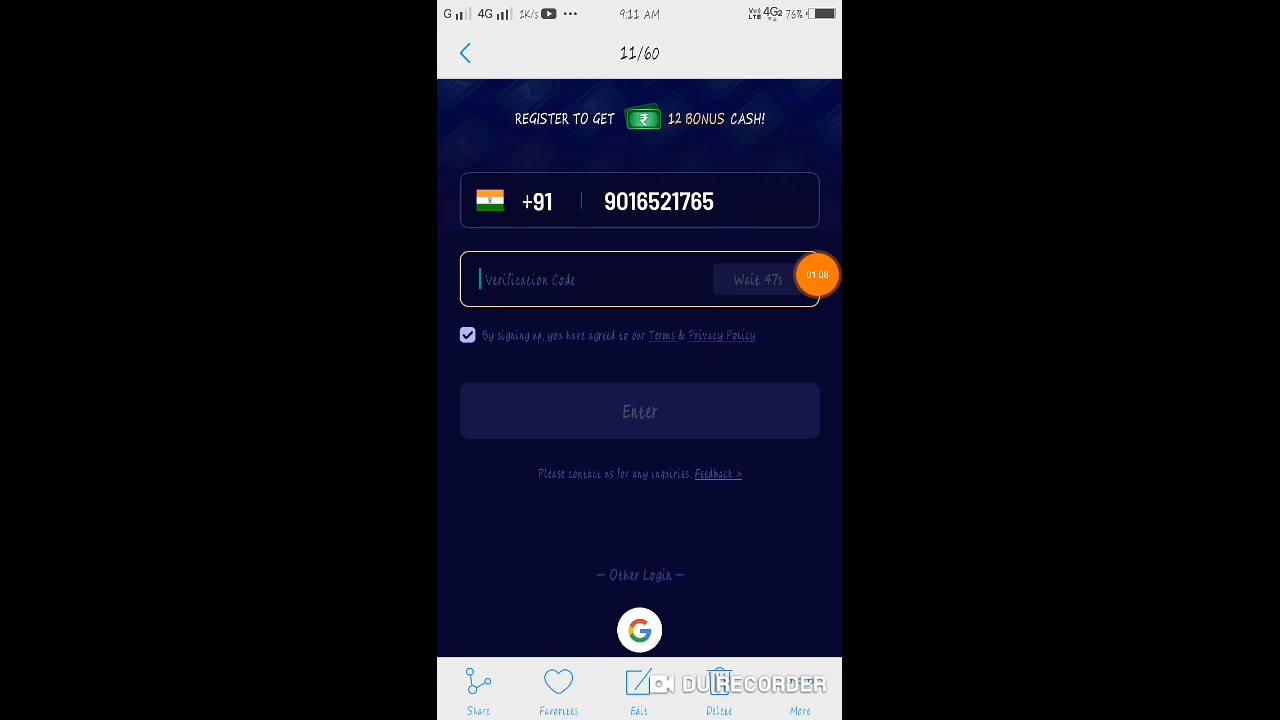 G 4G 1K/s 9:11 AM VoLTE 4G2 76%
11/60
REGISTER TO GET ₹ 12 BONUS CASH!
+91 9016521765
Verification Code Wait 47s 01:08
By signing up, you have agreed to our Terms & Privacy Policy
Enter
Please contact us for any inquiries. Feedback >
— Other Login —
G
DU RECORDER
Share Favorites Edit Delete More